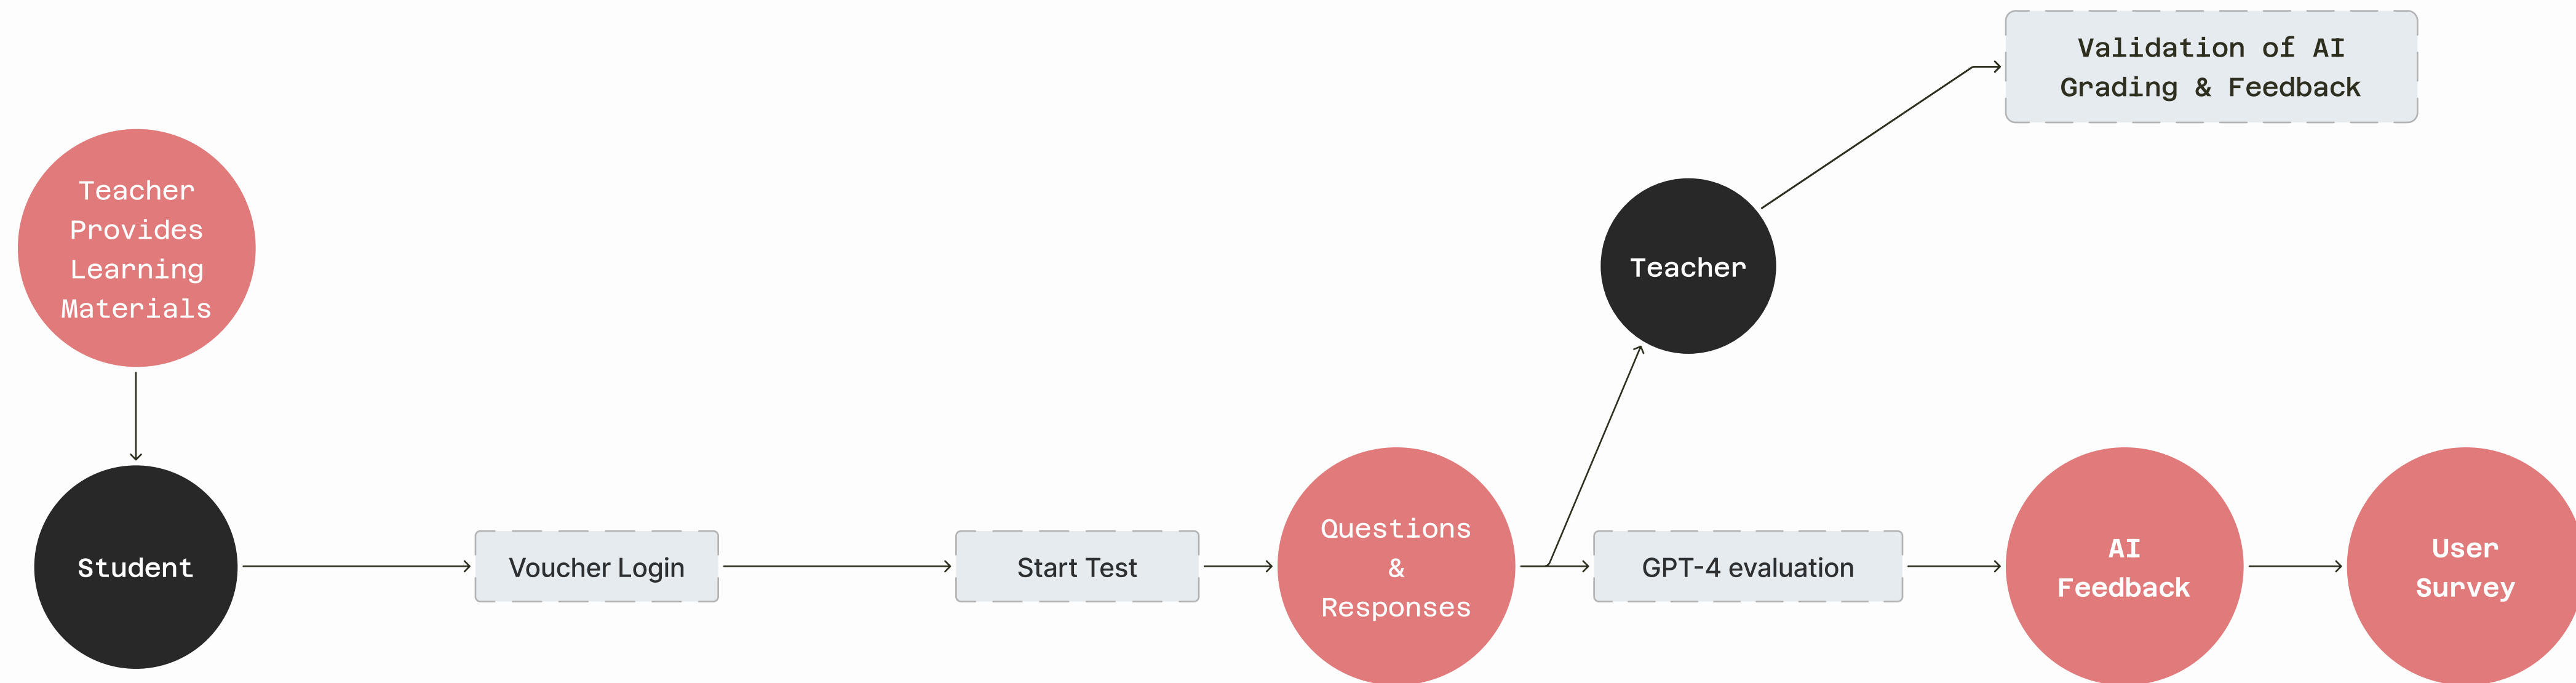 Teacher
Provides
Learning
Materials
Student
Voucher Login
Start Test
Questions
&
Responses
Teacher
Validation of AI
Grading & Feedback
GPT-4 evaluation
AI
Feedback
User
Survey